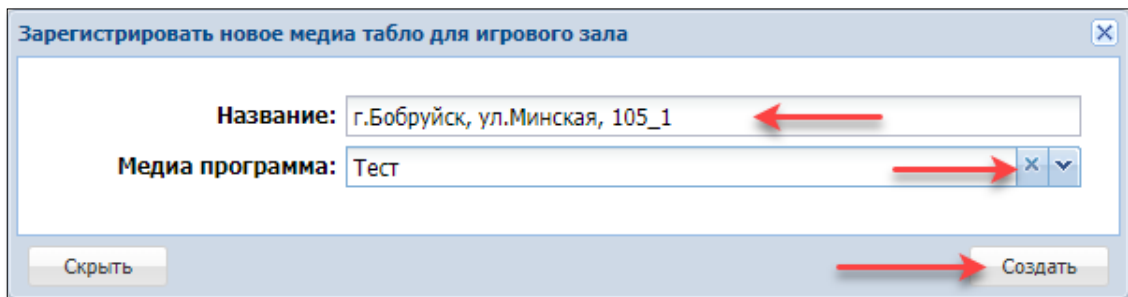 Зарегистрировать новое медиа табло для игрового зала
Название: г.Бобруйск, ул.Минская, 105_1
Медиа программа: Тест
Скрыть Создать